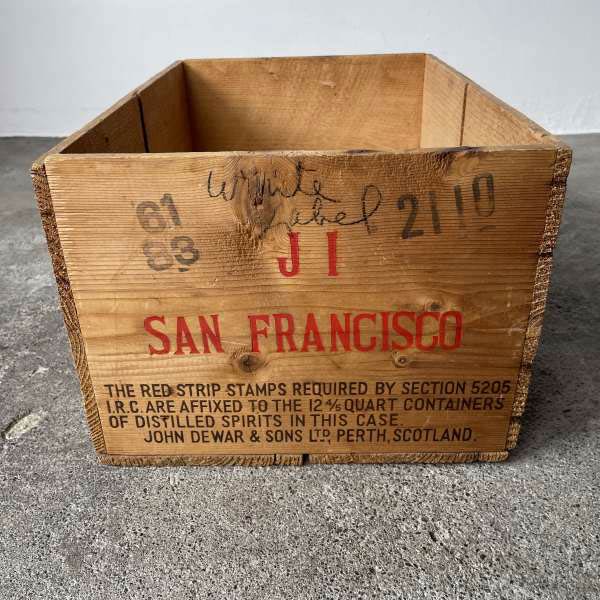 White
Label
61
83
2110
J I
SAN FRANCISCO
THE RED STRIP STAMPS REQUIRED BY SECTION 5205
I.R.C. ARE AFFIXED TO THE 12 4/5 QUART CONTAINERS
OF DISTILLED SPIRITS IN THIS CASE.
JOHN DEWAR & SONS LTD. PERTH, SCOTLAND.